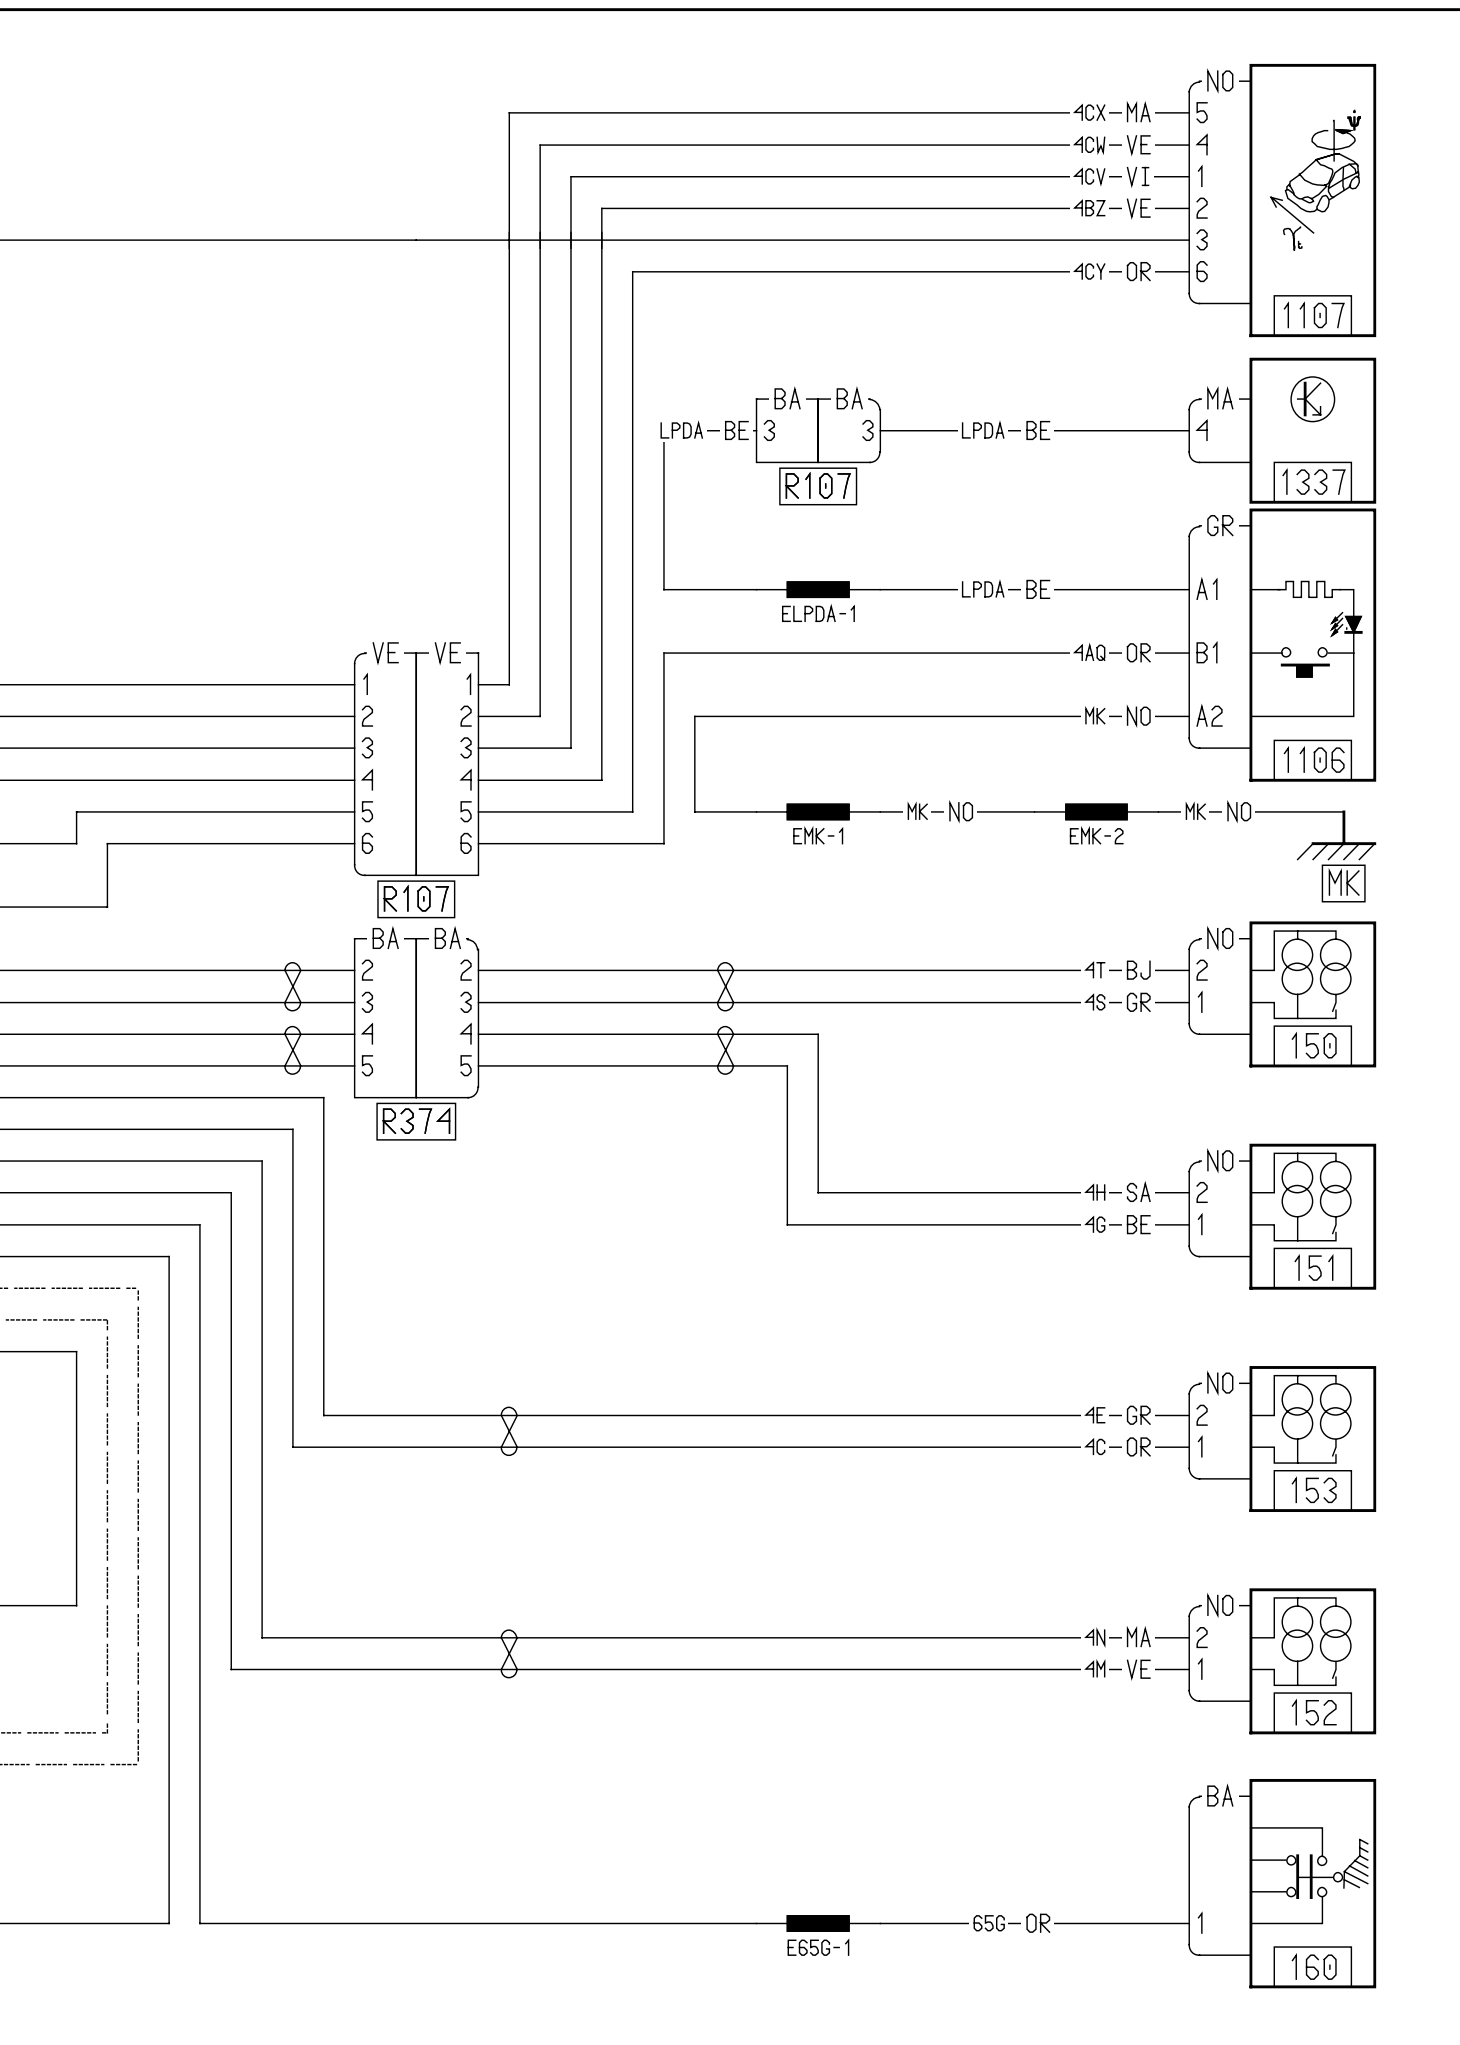 NO
4CX-MA 5
4CW-VE 4
4CV-VI 1
4BZ-VE 2
3
4CY-OR 6
ψ̇
γt
1107
BA BA
LPDA-BE 3 3 LPDA-BE
R107
MA
4
1337
GR
LPDA-BE A1
ELPDA-1
4AQ-OR B1
MK-NO A2
1106
MK-NO MK-NO
EMK-1 EMK-2
MK
VE VE
1 1
2 2
3 3
4 4
5 5
6 6
R107
BA BA
2 2
3 3
4 4
5 5
R374
NO
4T-BJ 2
4S-GR 1
150
NO
4H-SA 2
4G-BE 1
151
NO
4E-GR 2
4C-OR 1
153
NO
4N-MA 2
4M-VE 1
152
BA
65G-OR 1
E65G-1
160